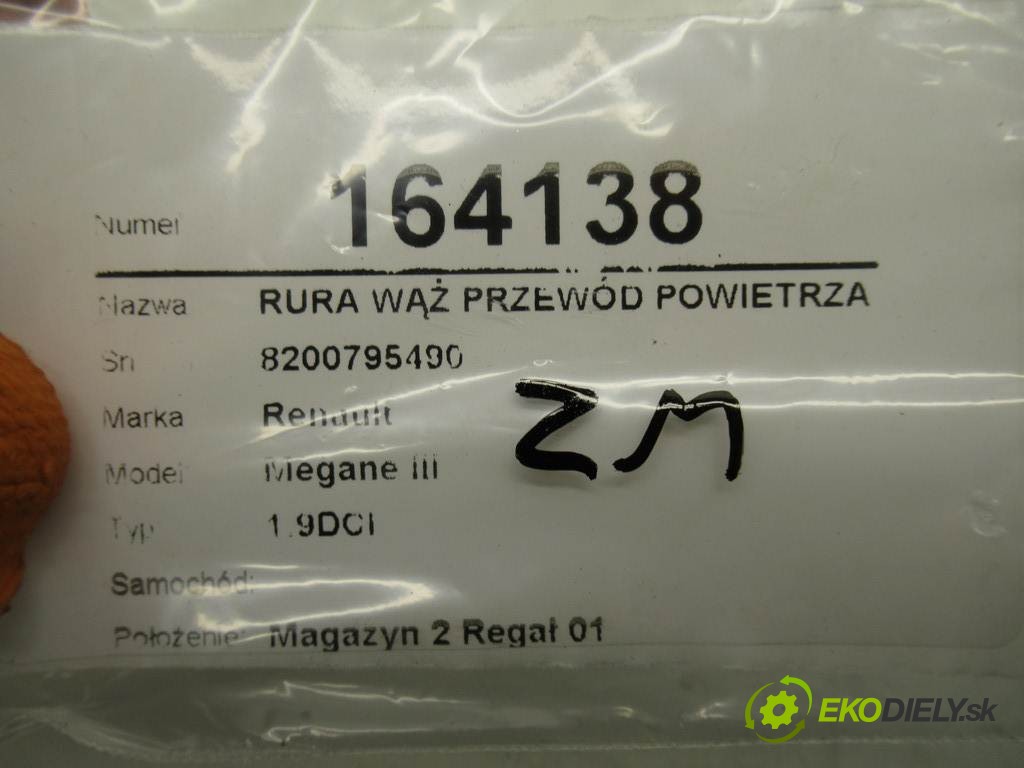 Numer 164138
Nazwa RURA WĄŻ PRZEWÓD POWIETRZA
Sn 8200795490
Marka Renault
Model Megane III
Typ 1.9DCI
ZM
Samochód:
Położenie: Magazyn 2 Regał 01
EKODIELY.sk